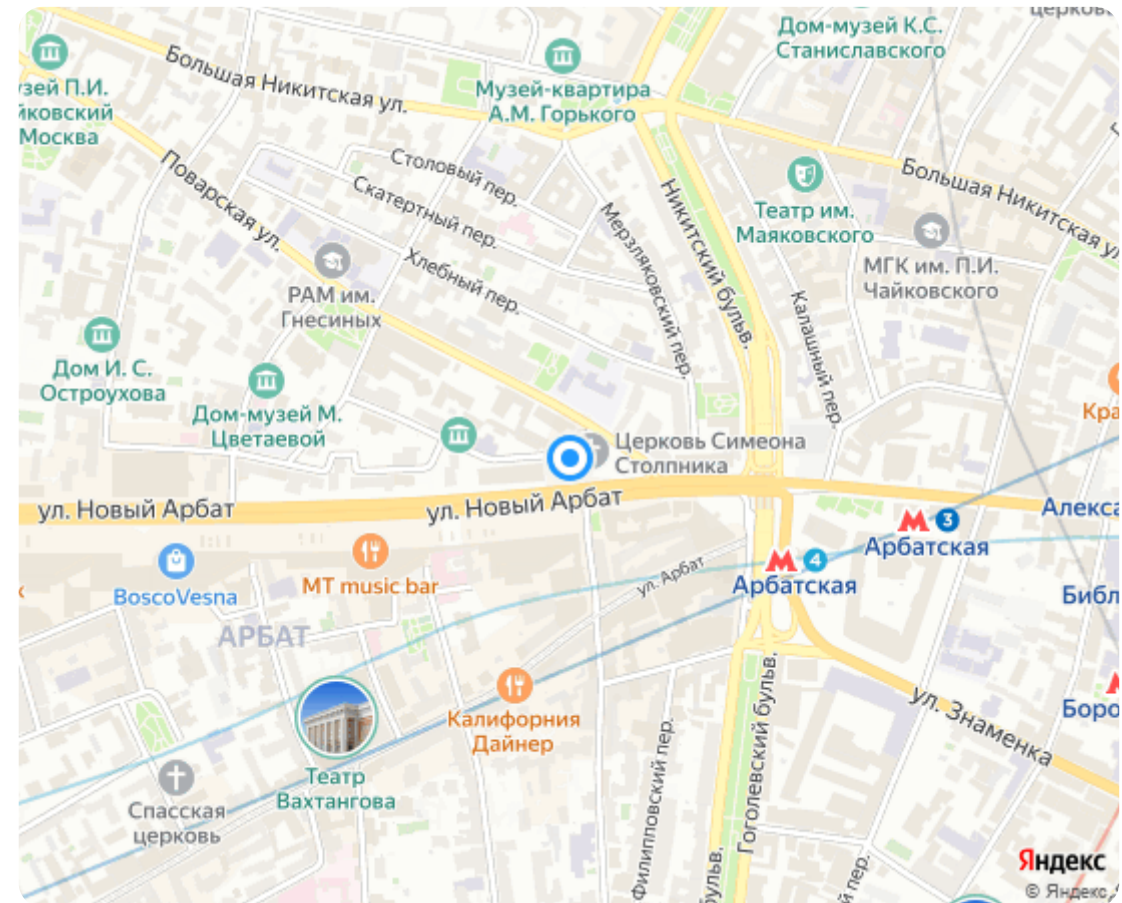 церковь
Дом-музей К.С.
Станиславского
Большая Никитская ул.
Музей-квартира
А.М. Горького
узей П.И.
йковский
Москва
Столовый пер.
Поварская ул.
Скатертный пер.
Никитский бульв.
Большая Никитская ул
Театр им.
Маяковского
Мерзляковский пер.
Хлебный пер.
МГК им. П.И.
Чайковского
РАМ им.
Гнесиных
Калашный пер.
Дом И. С.
Остроухова
Дом-музей М.
Цветаевой
Кра
Церковь Симеона
Столпника
ул. Новый Арбат
ул. Новый Арбат
Алекса
М 3
Арбатская
М 4
Арбатская
ул. Арбат
MT music bar
BoscoVesna
Библ
АРБАТ
М
Боро
ул. Знаменка
Гоголевский бульв.
Калифорния
Дайнер
Филипповский пер.
Театр
Вахтангова
Спасская
церковь
бульв.
й пер.
Яндекс
© Яндекс